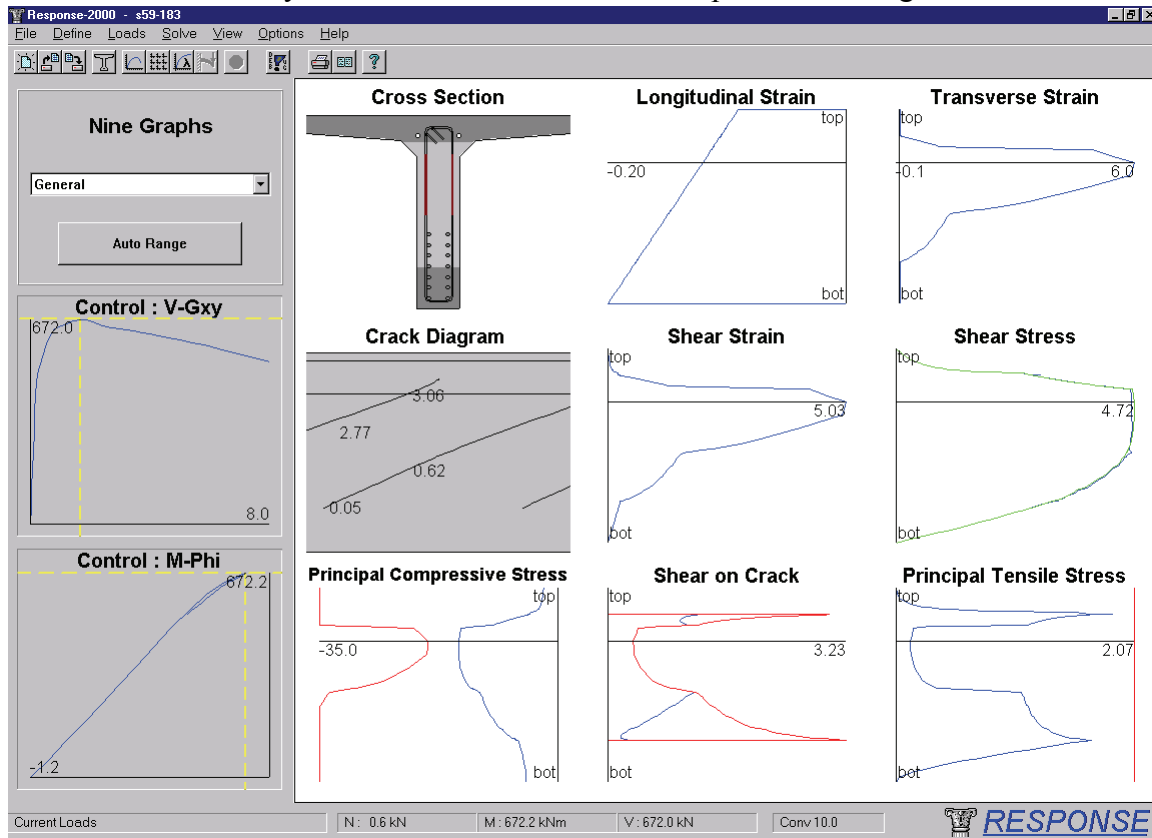 Response-2000 - s59-183
File Define Loads Solve View Options Help
Nine Graphs
General
Auto Range
Control : V-Gxy
672.0
8.0
Control : M-Phi
672.2
-1.2
Cross Section
Longitudinal Strain
top
-0.20
bot
Transverse Strain
top
-0.1
6.0
bot
Crack Diagram
3.06
2.77
0.62
0.05
Shear Strain
top
5.03
bot
Shear Stress
top
4.72
bot
Principal Compressive Stress
top
-35.0
bot
Shear on Crack
top
3.23
bot
Principal Tensile Stress
top
2.07
bot
Current Loads
N : 0.6 kN
M : 672.2 kNm
V : 672.0 kN
Conv 10.0
RESPONSE